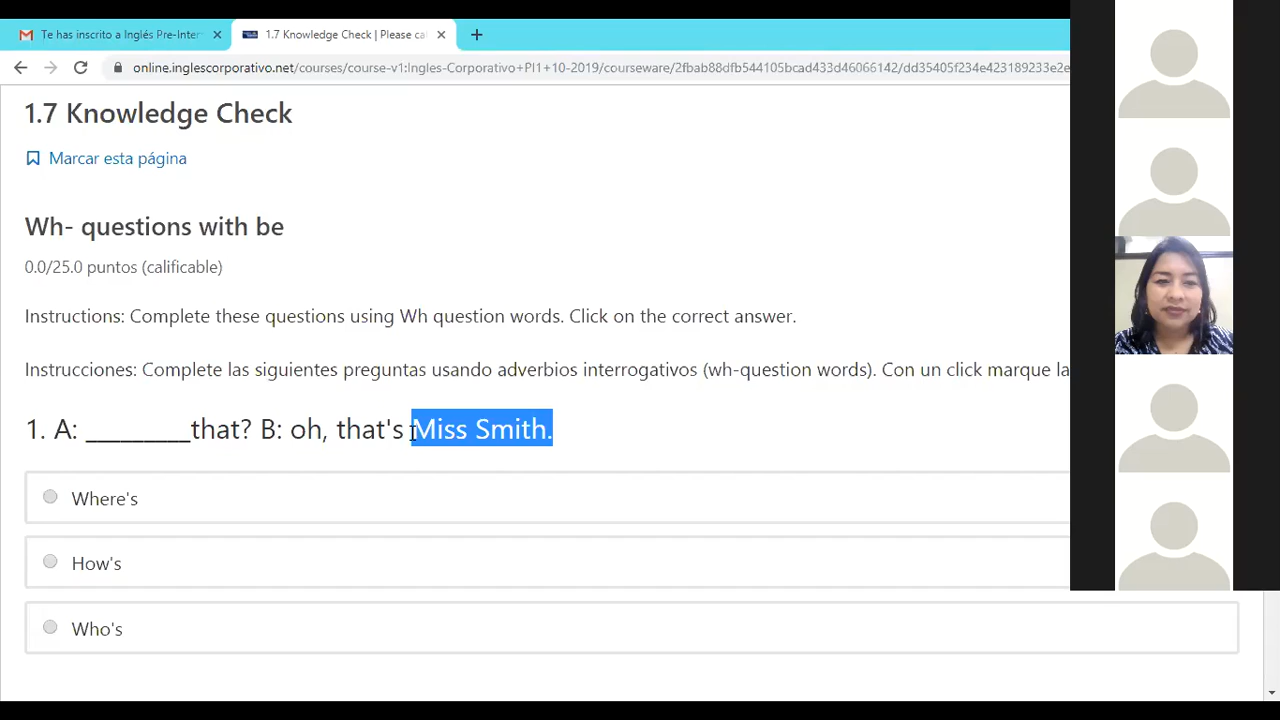 Te has inscrito a Inglés Pre-Inter
1.7 Knowledge Check | Please ca
online.inglescorporativo.net/courses/course-v1:Ingles-Corporativo+PI1+10-2019/courseware/2fbab88dfb544105bcad433d46066142/dd35405f234e423189233e2e
1.7 Knowledge Check
Marcar esta página
Wh- questions with be
0.0/25.0 puntos (calificable)
Instructions: Complete these questions using Wh question words. Click on the correct answer.
Instrucciones: Complete las siguientes preguntas usando adverbios interrogativos (wh-question words). Con un click marque la
1. A: _________that? B: oh, that's Miss Smith.
Where's
How's
Who's